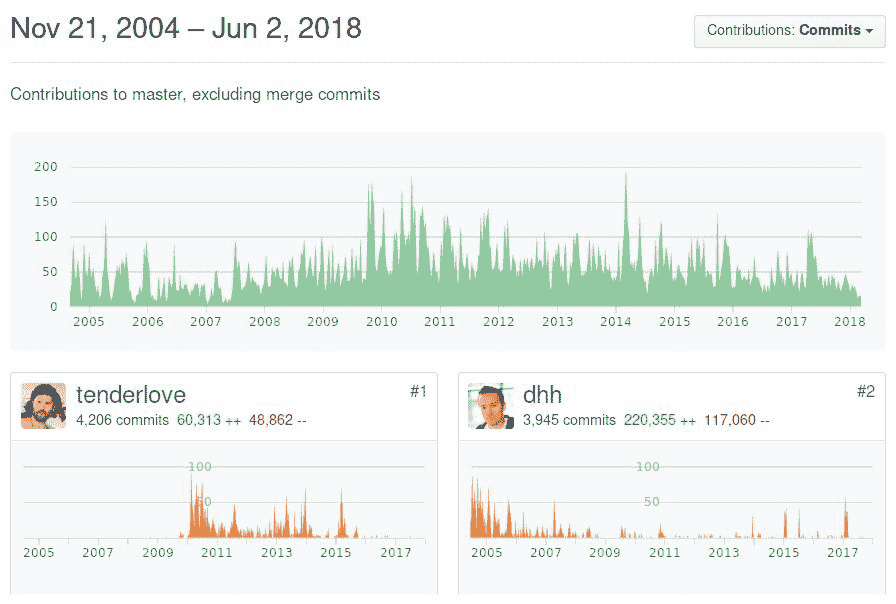 Nov 21, 2004 – Jun 2, 2018
Contributions: Commits
Contributions to master, excluding merge commits
200
150
100
50
0
2005 2006 2007 2008 2009 2010 2011 2012 2013 2014 2015 2016 2017 2018
tenderlove #1
4,206 commits 60,313 ++ 48,862 --
100
50
2005 2007 2009 2011 2013 2015 2017
dhh #2
3,945 commits 220,355 ++ 117,060 --
100
50
2005 2007 2009 2011 2013 2015 2017